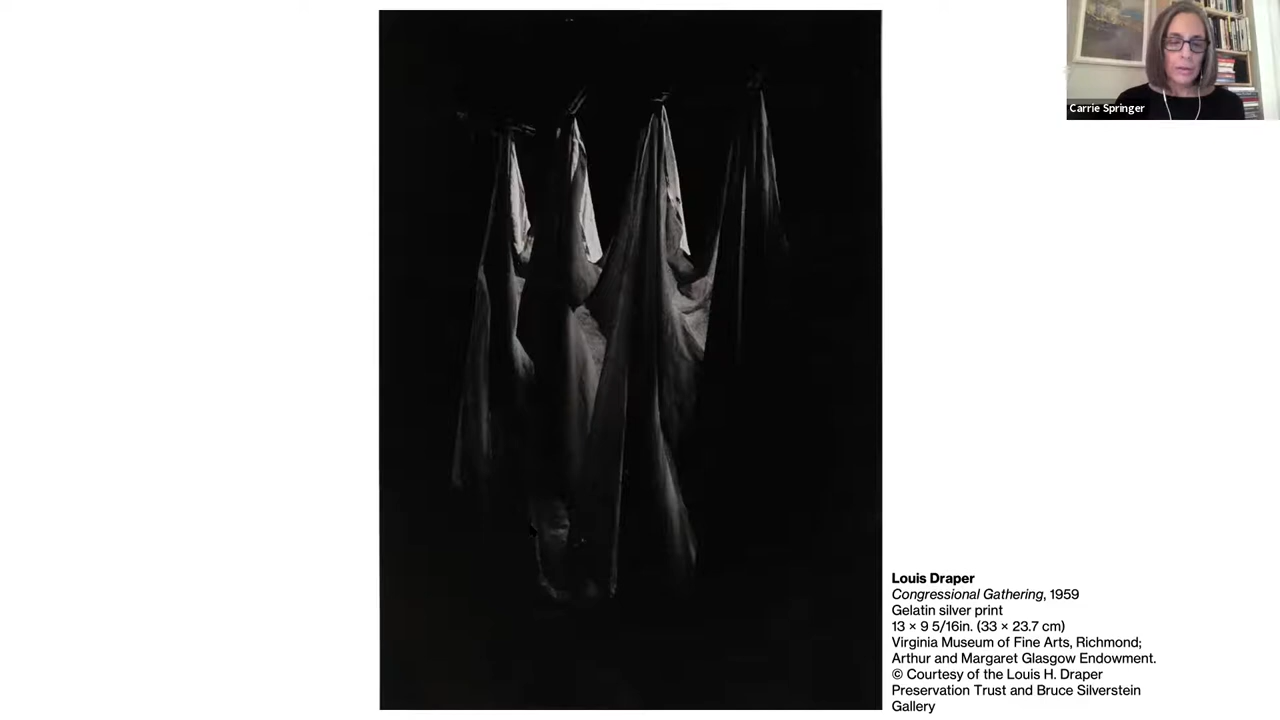 Carrie Springer
Louis Draper
Congressional Gathering, 1959
Gelatin silver print
13 × 9 5/16in. (33 × 23.7 cm)
Virginia Museum of Fine Arts, Richmond;
Arthur and Margaret Glasgow Endowment.
© Courtesy of the Louis H. Draper
Preservation Trust and Bruce Silverstein
Gallery